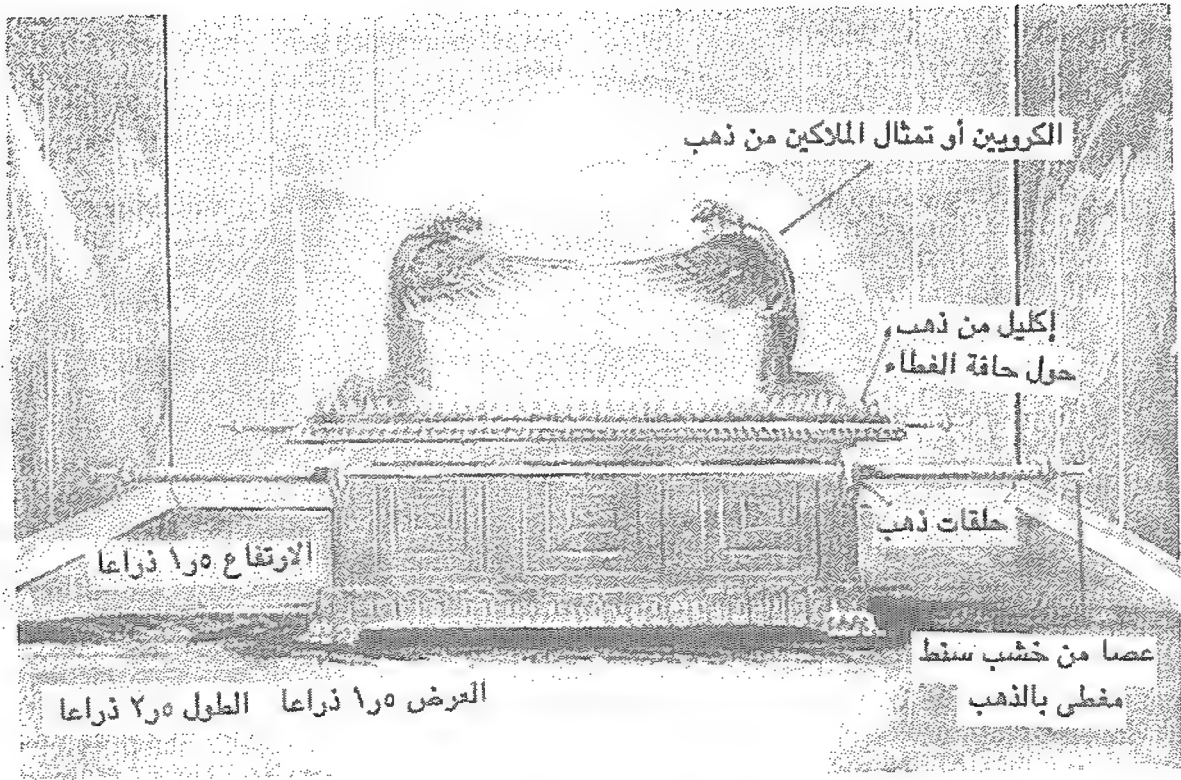 الكروبين أو تمثال الملاكين من ذهب
إكليل من ذهب
حول حافة الغطاء
حلقات ذهب
الارتفاع ٥ر١ ذراعا
عصا من خشب سنط
مغطى بالذهب
العرض ٥ر١ ذراعا الطول ٥ر٢ ذراعا